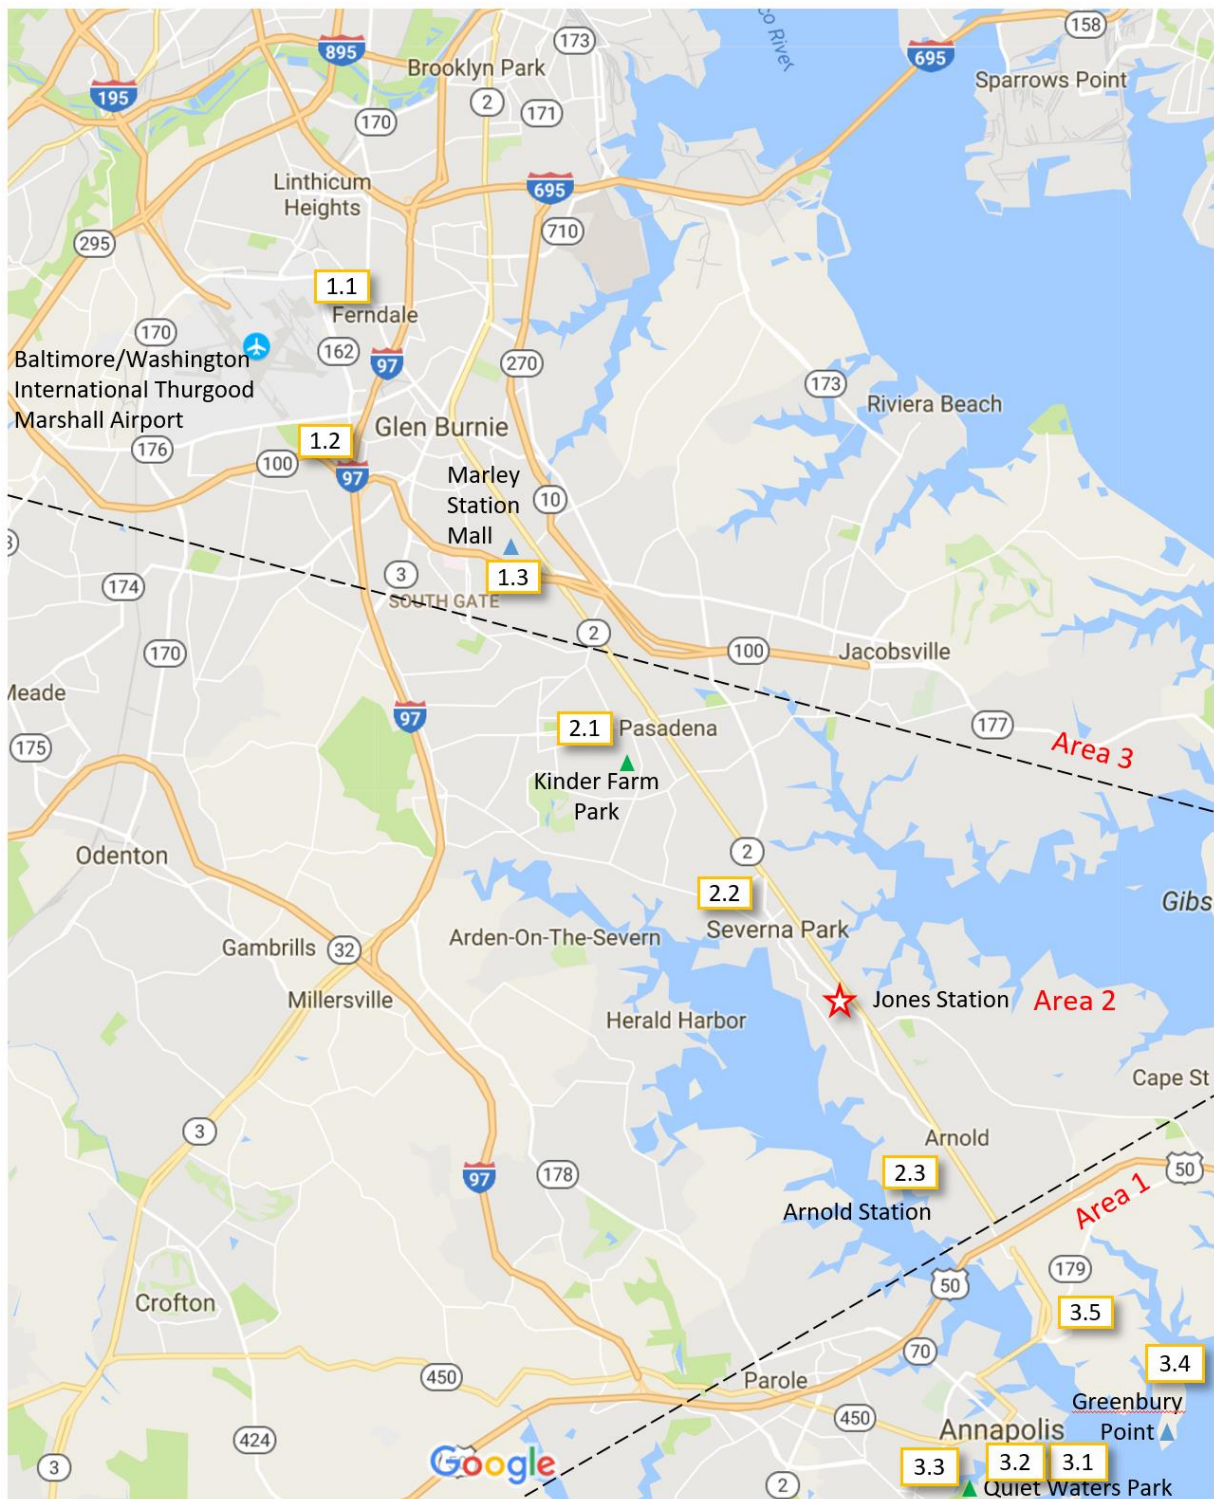 173
158
895
695
Brooklyn Park
Sparrows Point
195
2
171
170
Linthicum
Heights
695
710
295
1.1
Ferndale
170
162
97
Baltimore/Washington
International Thurgood
Marshall Airport
270
173
Riviera Beach
Glen Burnie
1.2
176
100
97
Marley
Station
Mall
10
3
1.3
174
SOUTH GATE
2
170
100
Jacobsville
Meade
97
177
2.1
Pasadena
175
Area 3
Kinder Farm
Park
Odenton
2
2.2
Gibs
Severna Park
Gambrills
32
Arden-On-The-Severn
Millersville
Jones Station
Area 2
Herald Harbor
Cape St
3
Arnold
97
178
2.3
50
Arnold Station
Area 1
179
50
Crofton
3.5
70
3.4
450
Parole
Greenbury
Point
450
Annapolis
424
Google
3
3.3
3.2
3.1
2
Quiet Waters Park